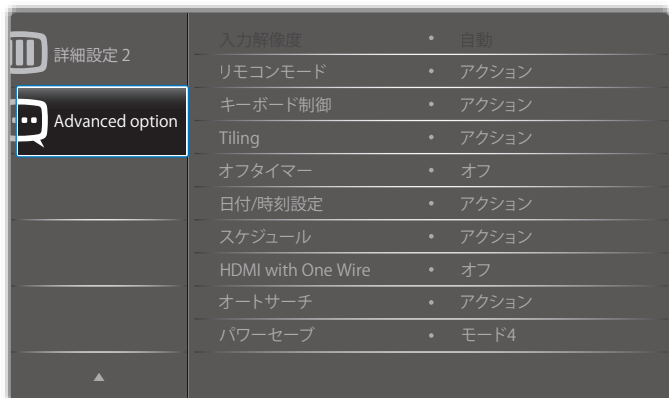 詳細設定 2
Advanced option
入力解像度 • 自動
リモコンモード • アクション
キーボード制御 • アクション
Tiling • アクション
オフタイマー • オフ
日付/時刻設定 • アクション
スケジュール • アクション
HDMI with One Wire • オフ
オートサーチ • アクション
パワーセーブ • モード4